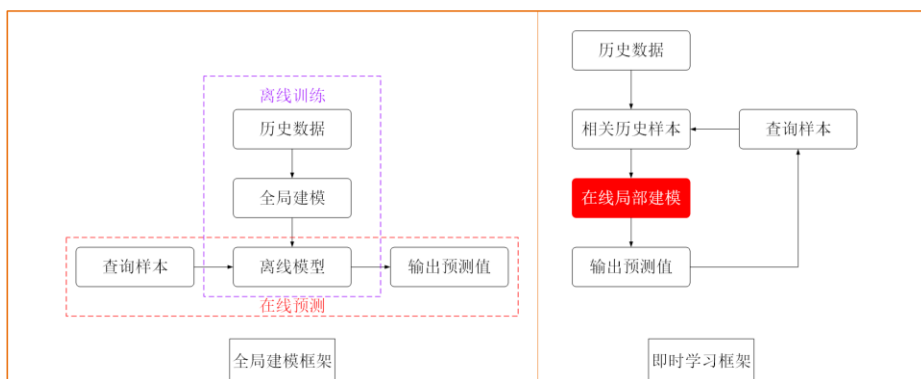 离线训练
历史数据
全局建模
查询样本
离线模型
输出预测值
在线预测
全局建模框架
历史数据
相关历史样本
查询样本
在线局部建模
输出预测值
即时学习框架